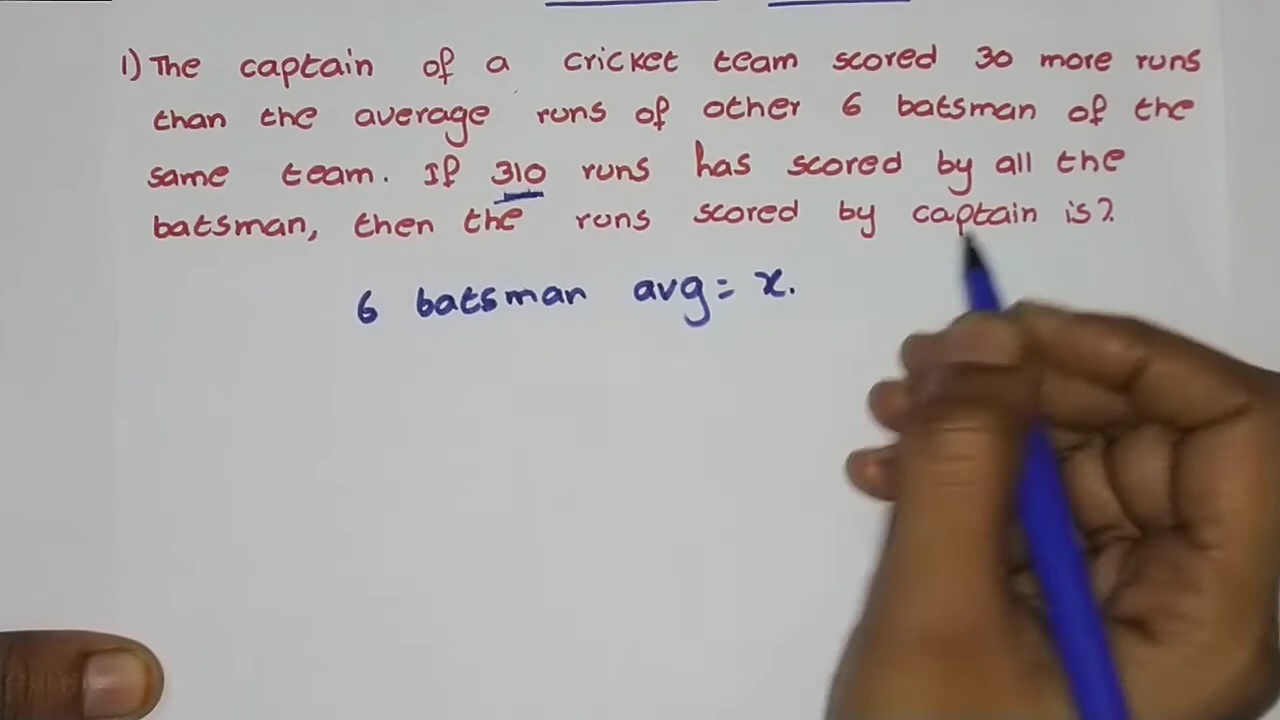 1) The captain of a cricket team scored 30 more runs
than the average runs of other 6 batsman of the
same team. If 310 runs has scored by all the
batsman, then the runs scored by captain is?
6 batsman avg = x.